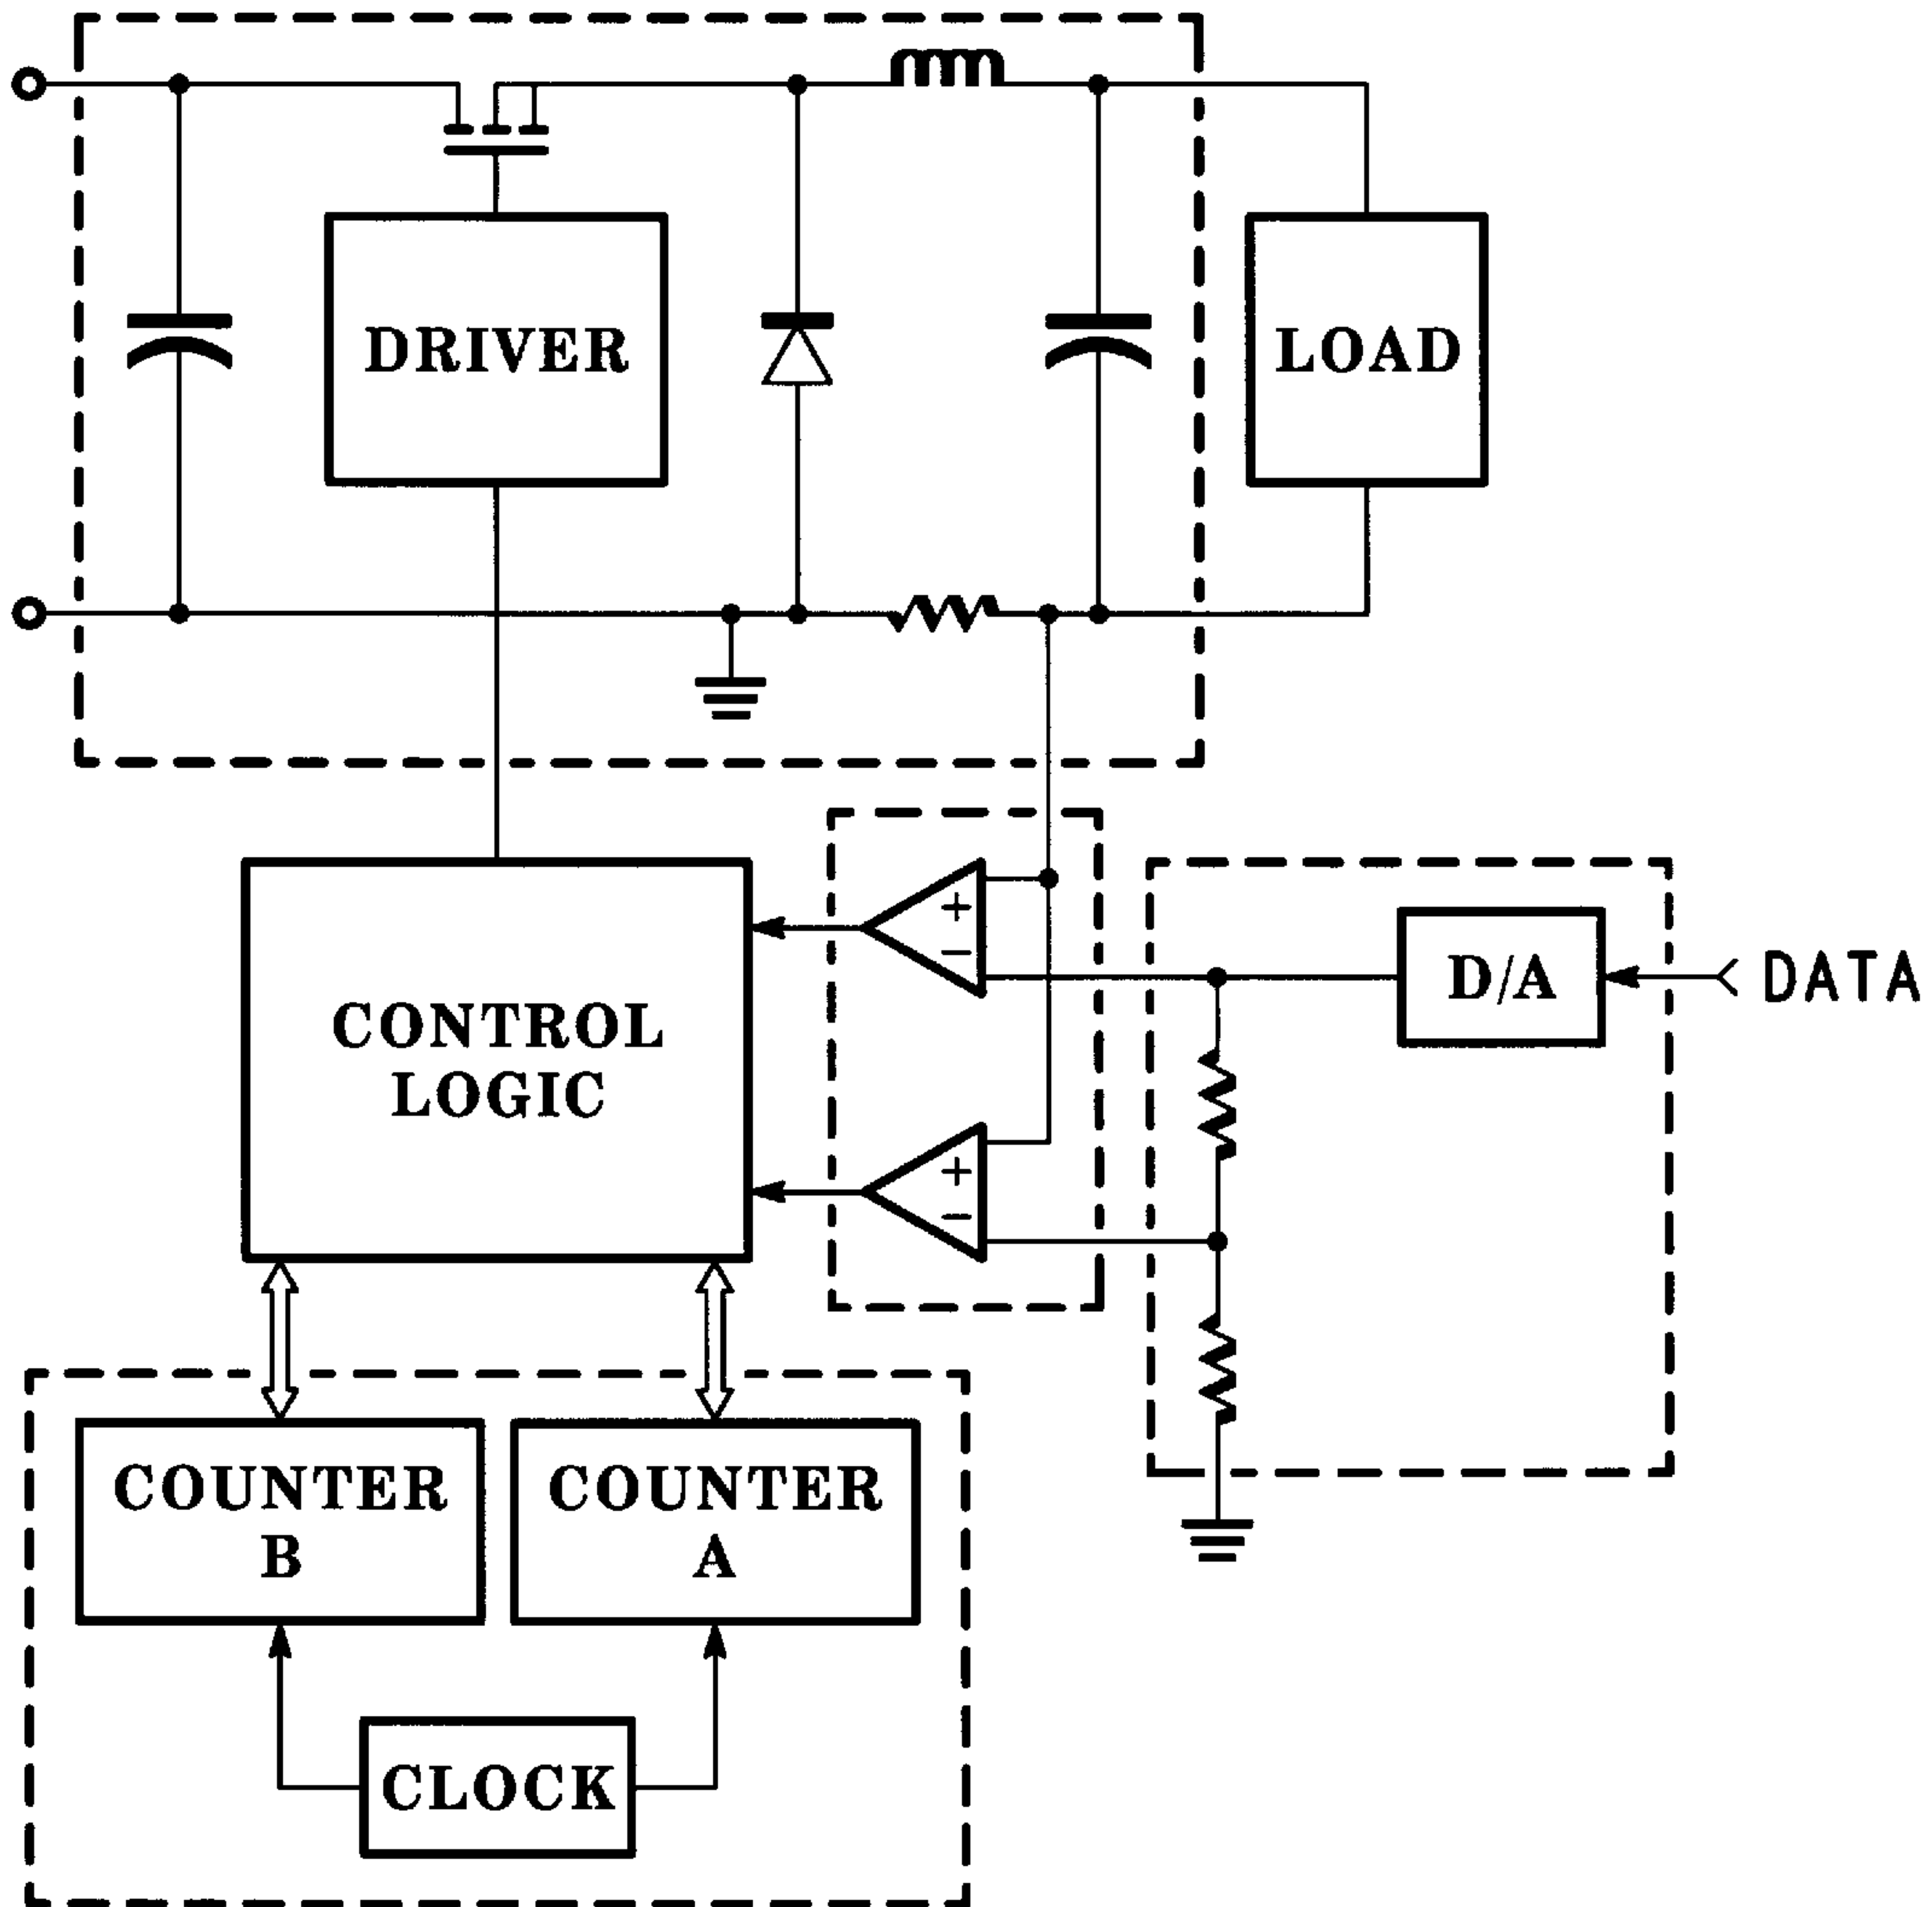 DRIVER
LOAD
+
−
D/A
DATA
CONTROL
LOGIC
+
−
COUNTER
B
COUNTER
A
CLOCK